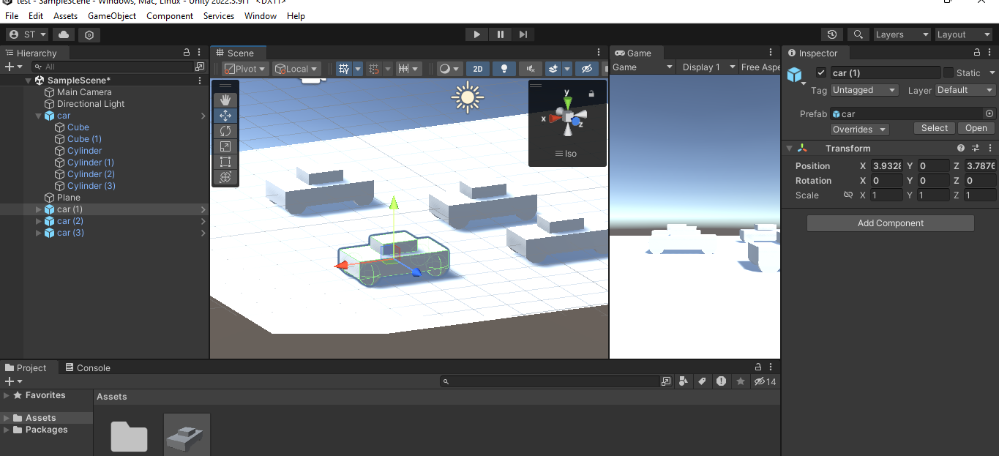 test - SampleScene - Windows, Mac, Linux - Unity 2022.3.9f1* <DX11>
File Edit Assets GameObject Component Services Window Help
ST Layers Layout
Hierarchy
All
SampleScene*
Main Camera
Directional Light
car
Cube
Cube (1)
Cylinder
Cylinder (1)
Cylinder (2)
Cylinder (3)
Plane
car (1)
car (2)
car (3)
Scene
Pivot Local 2D
y
x
z
Iso
Game
Game Display 1 Free Aspe
Inspector
car (1) Static
Tag Untagged Layer Default
Prefab car
Overrides Select Open
Transform
Position X 3.9328 Y 0 Z 3.7876
Rotation X 0 Y 0 Z 0
Scale X 1 Y 1 Z 1
Add Component
Project Console
14
Favorites
Assets
Packages
Assets